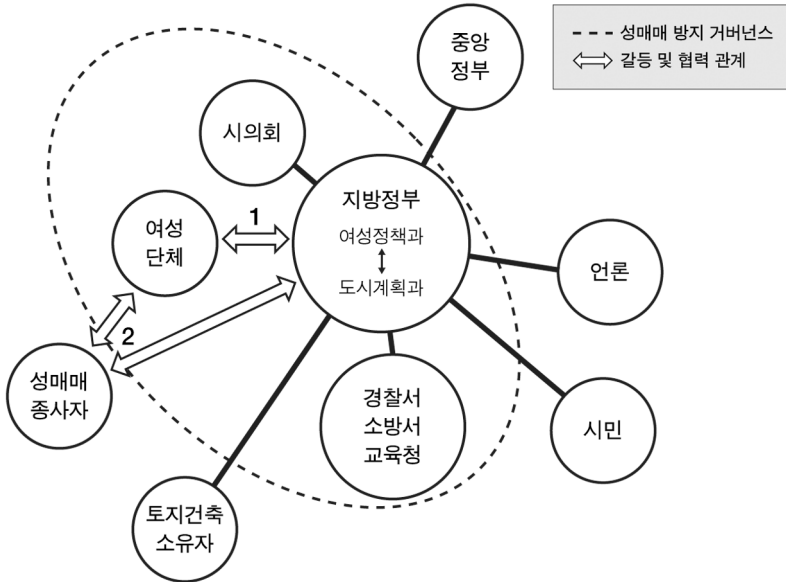 성매매 방지 거버넌스
갈등 및 협력 관계
중앙
정부
시의회
지방정부
여성정책과
도시계획과
여성
단체
1
언론
2
성매매
종사자
경찰서
소방서
교육청
시민
토지건축
소유자